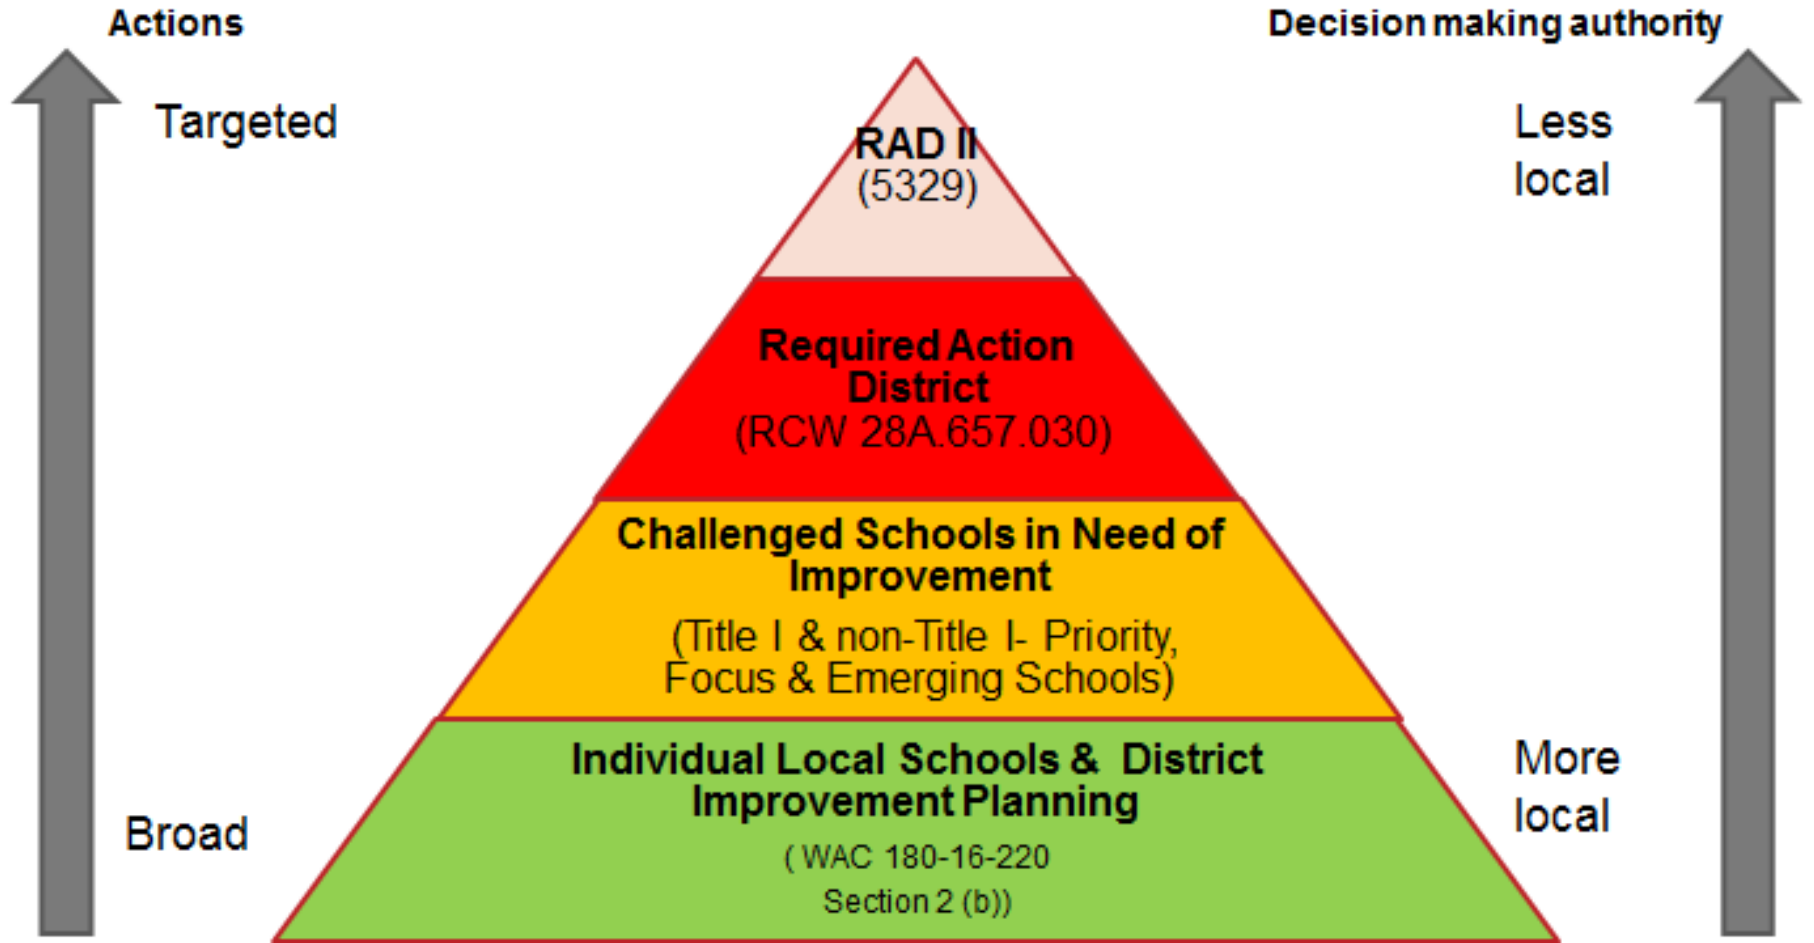 Actions
Decision making authority
Targeted
Less
local
RAD II
(5329)
Required Action
District
(RCW 28A.657.030)
Challenged Schools in Need of
Improvement
(Title I & non-Title I- Priority,
Focus & Emerging Schools)
Individual Local Schools & District
Improvement Planning
( WAC 180-16-220
Section 2 (b))
Broad
More
local